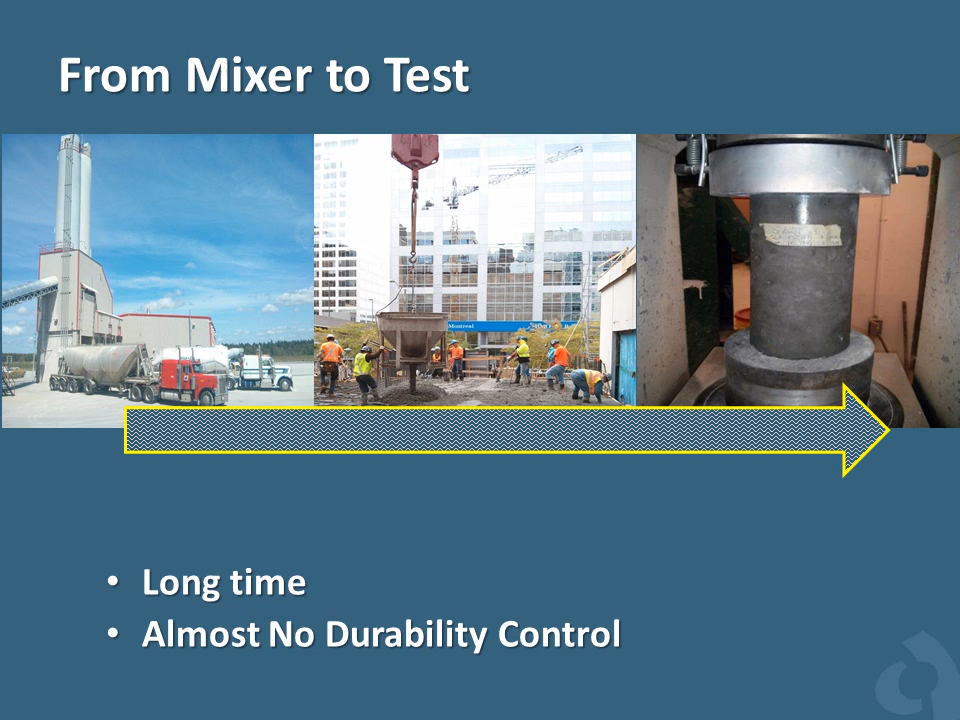 From Mixer to Test
Montreal
• Long time
• Almost No Durability Control